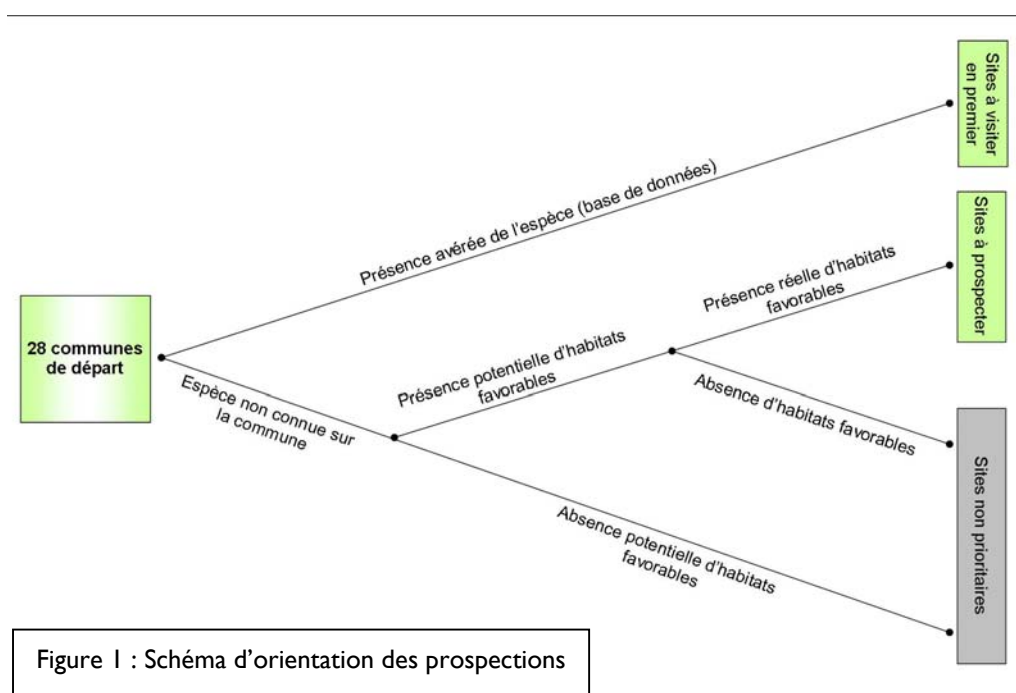 Sites à visiter
en premier
Présence avérée de l'espèce (base de données)
Sites à prospecter
Présence réelle d'habitats
favorables
28 communes
de départ
Présence potentielle d'habitats
favorables
Espèce non connue sur
la commune
Absence d'habitats favorables
Sites non prioritaires
Absence potentielle d'habitats
favorables
Figure 1 : Schéma d'orientation des prospections